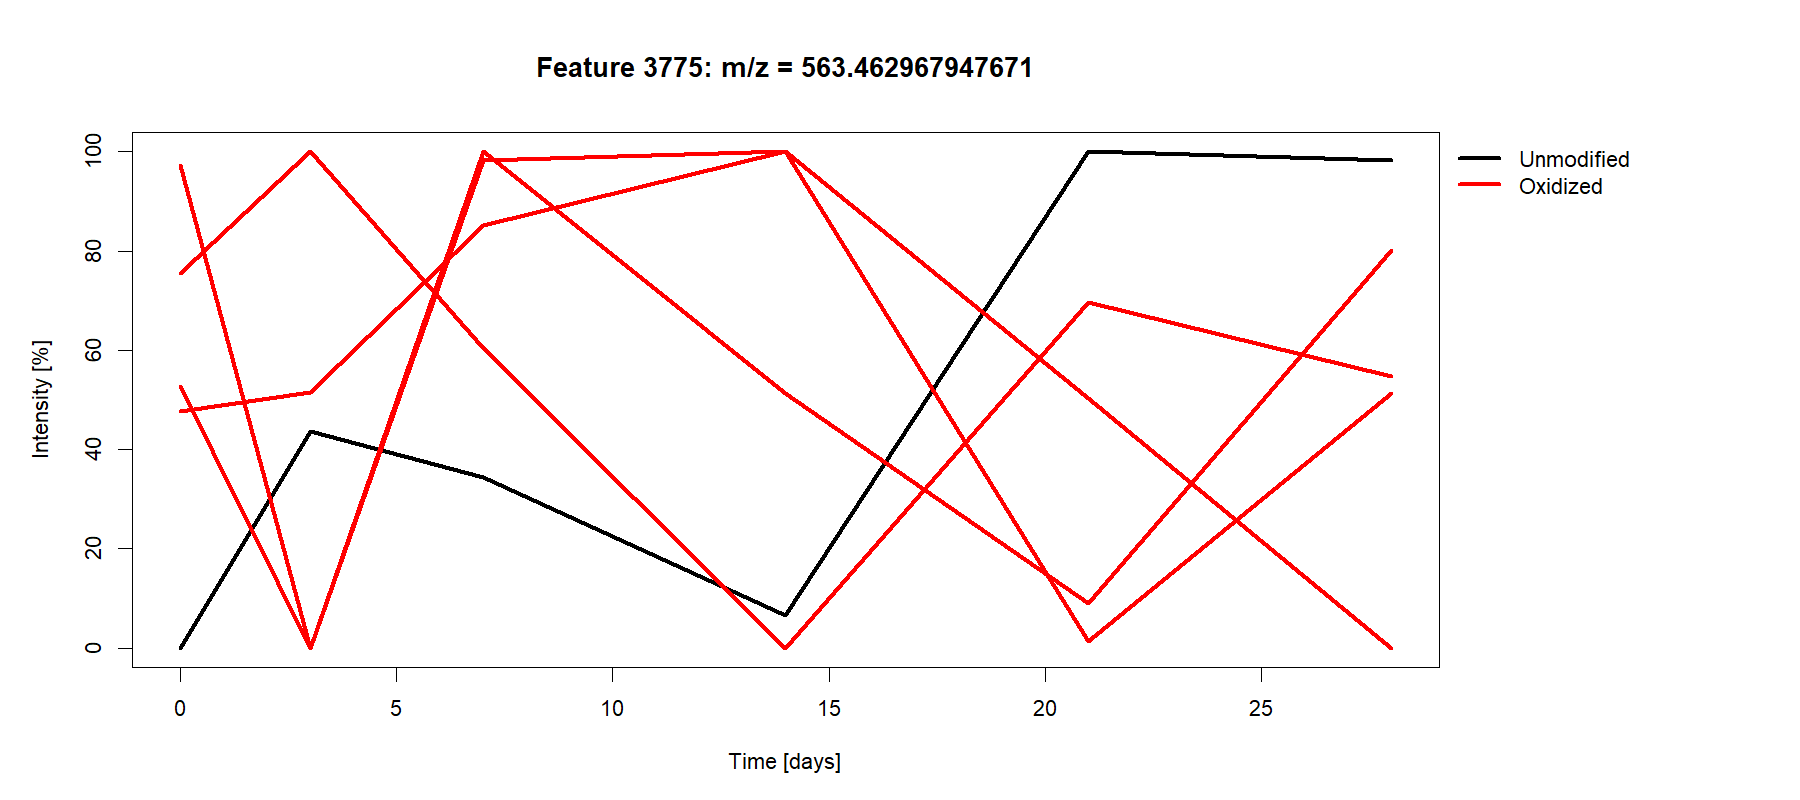 Feature 3775: m/z = 563.462967947671
Unmodified
Oxidized
Intensity [%]
100
80
60
40
20
0
0 5 10 15 20 25
Time [days]